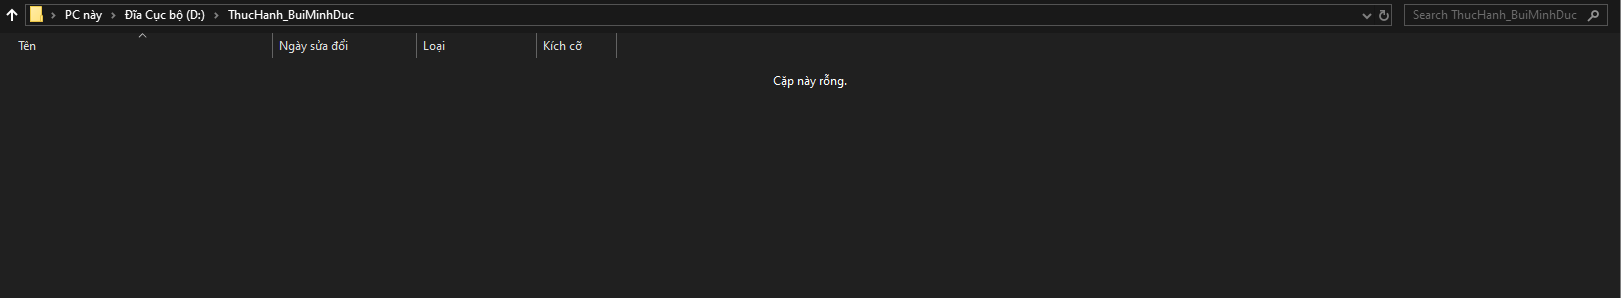 PC này > Đĩa Cục bộ (D:) > ThucHanh_BuiMinhDuc
Search ThucHanh_BuiMinhDuc
Tên Ngày sửa đổi Loại Kích cỡ
Cặp này rỗng.